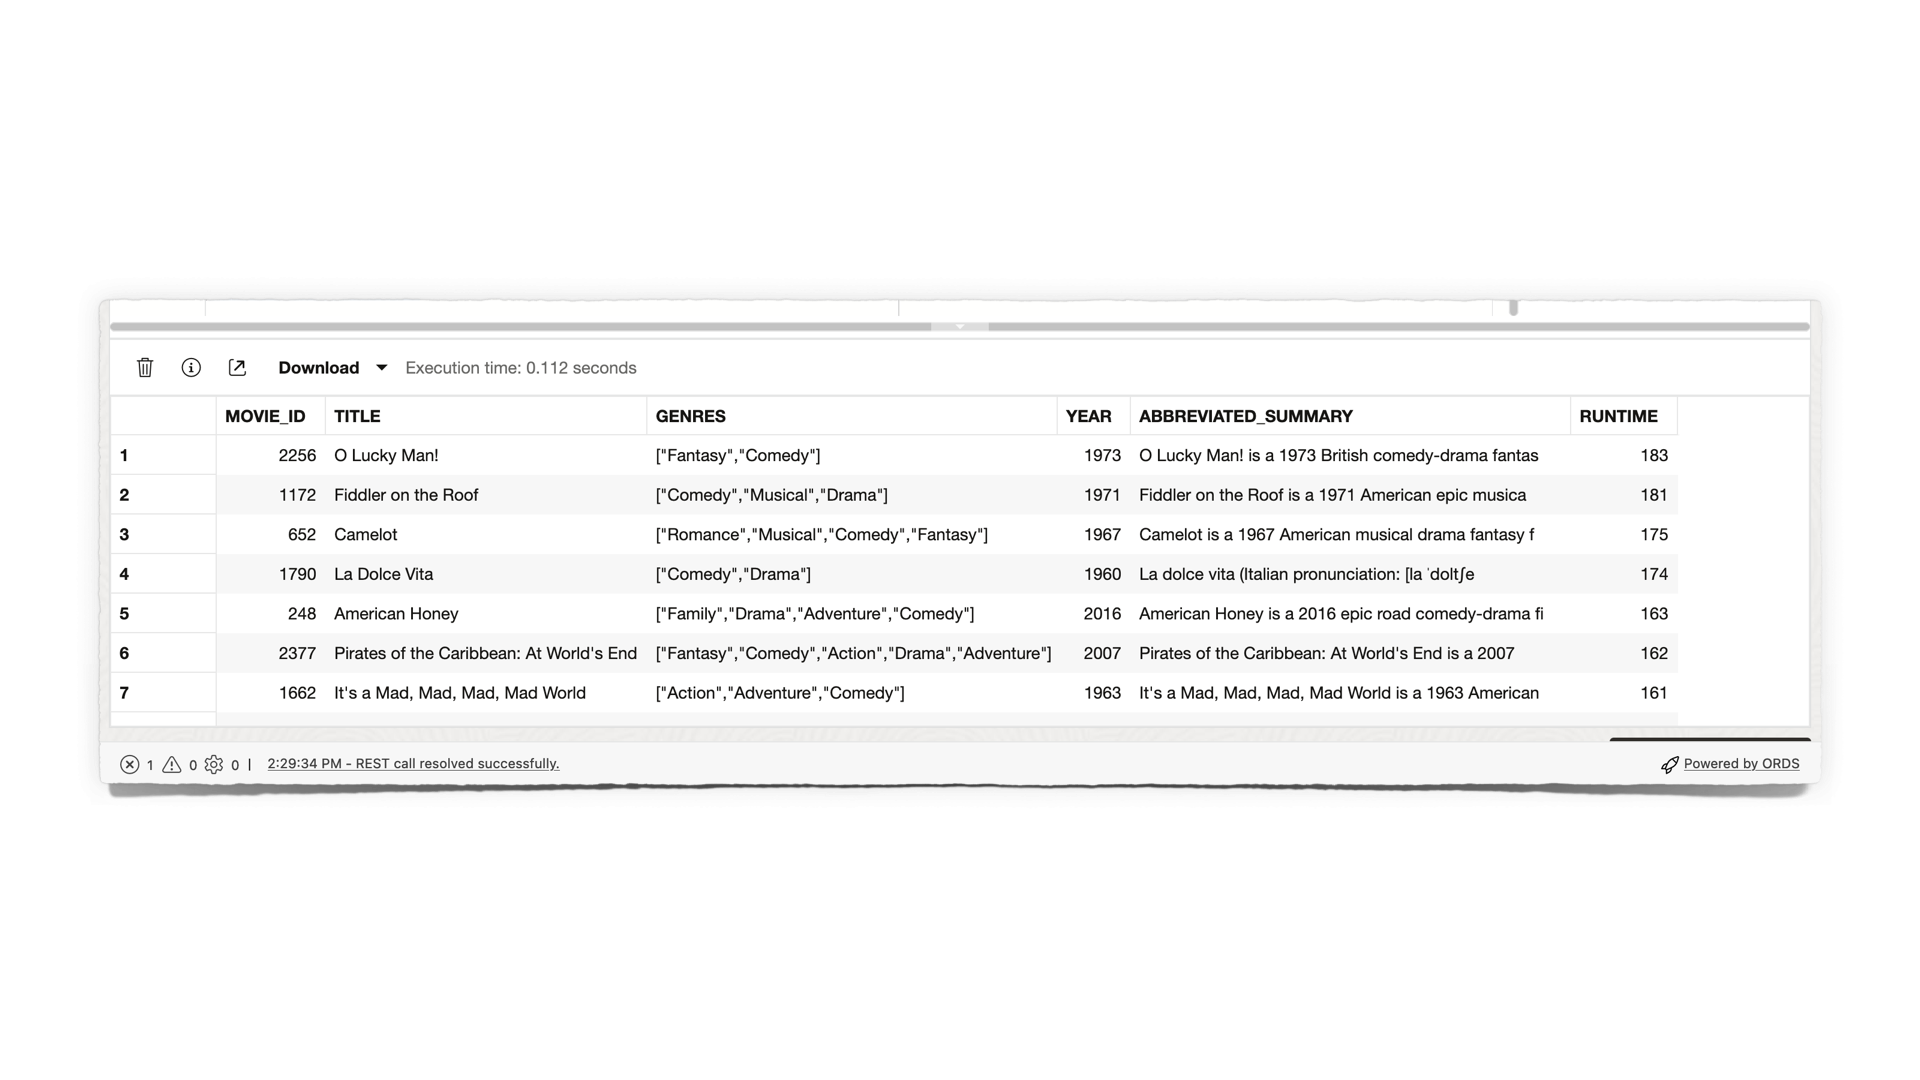 Download Execution time: 0.112 seconds
MOVIE_ID TITLE GENRES YEAR ABBREVIATED_SUMMARY RUNTIME
1 2256 O Lucky Man! ["Fantasy","Comedy"] 1973 O Lucky Man! is a 1973 British comedy-drama fantas 183
2 1172 Fiddler on the Roof ["Comedy","Musical","Drama"] 1971 Fiddler on the Roof is a 1971 American epic musica 181
3 652 Camelot ["Romance","Musical","Comedy","Fantasy"] 1967 Camelot is a 1967 American musical drama fantasy f 175
4 1790 La Dolce Vita ["Comedy","Drama"] 1960 La dolce vita (Italian pronunciation: [la ˈdoltʃe 174
5 248 American Honey ["Family","Drama","Adventure","Comedy"] 2016 American Honey is a 2016 epic road comedy-drama fi 163
6 2377 Pirates of the Caribbean: At World's End ["Fantasy","Comedy","Action","Drama","Adventure"] 2007 Pirates of the Caribbean: At World's End is a 2007 162
7 1662 It's a Mad, Mad, Mad, Mad World ["Action","Adventure","Comedy"] 1963 It's a Mad, Mad, Mad, Mad World is a 1963 American 161
1 0 0 | 2:29:34 PM - REST call resolved successfully. Powered by ORDS